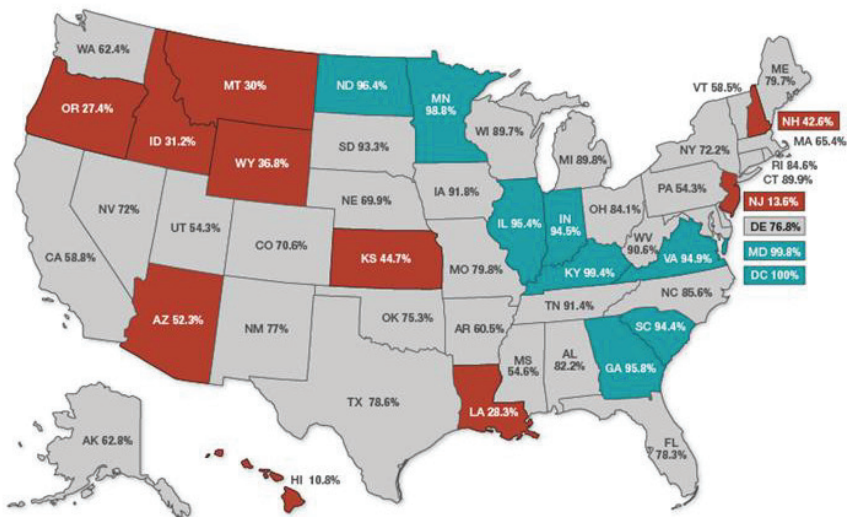 WA 62.4%
OR 27.4%
MT 30%
ID 31.2%
WY 36.8%
NV 72%
UT 54.3%
CA 58.8%
CO 70.6%
AZ 52.3%
NM 77%
ND 96.4%
SD 93.3%
NE 69.9%
KS 44.7%
OK 75.3%
TX 78.6%
MN
98.8%
IA 91.8%
MO 79.8%
AR 60.5%
LA 28.3%
WI 89.7%
IL 95.4%
MI 89.8%
IN
94.5%
OH 84.1%
KY 99.4%
TN 91.4%
MS
54.6%
AL
82.2%
GA 95.8%
FL
78.3%
SC 94.4%
NC 85.6%
VA 94.9%
WV
90.6%
PA 54.3%
NY 72.2%
VT 58.5%
ME
79.7%
NH 42.6%
MA 65.4%
RI 84.6%
CT 89.9%
NJ 13.6%
DE 76.8%
MD 99.8%
DC 100%
AK 62.8%
HI 10.8%